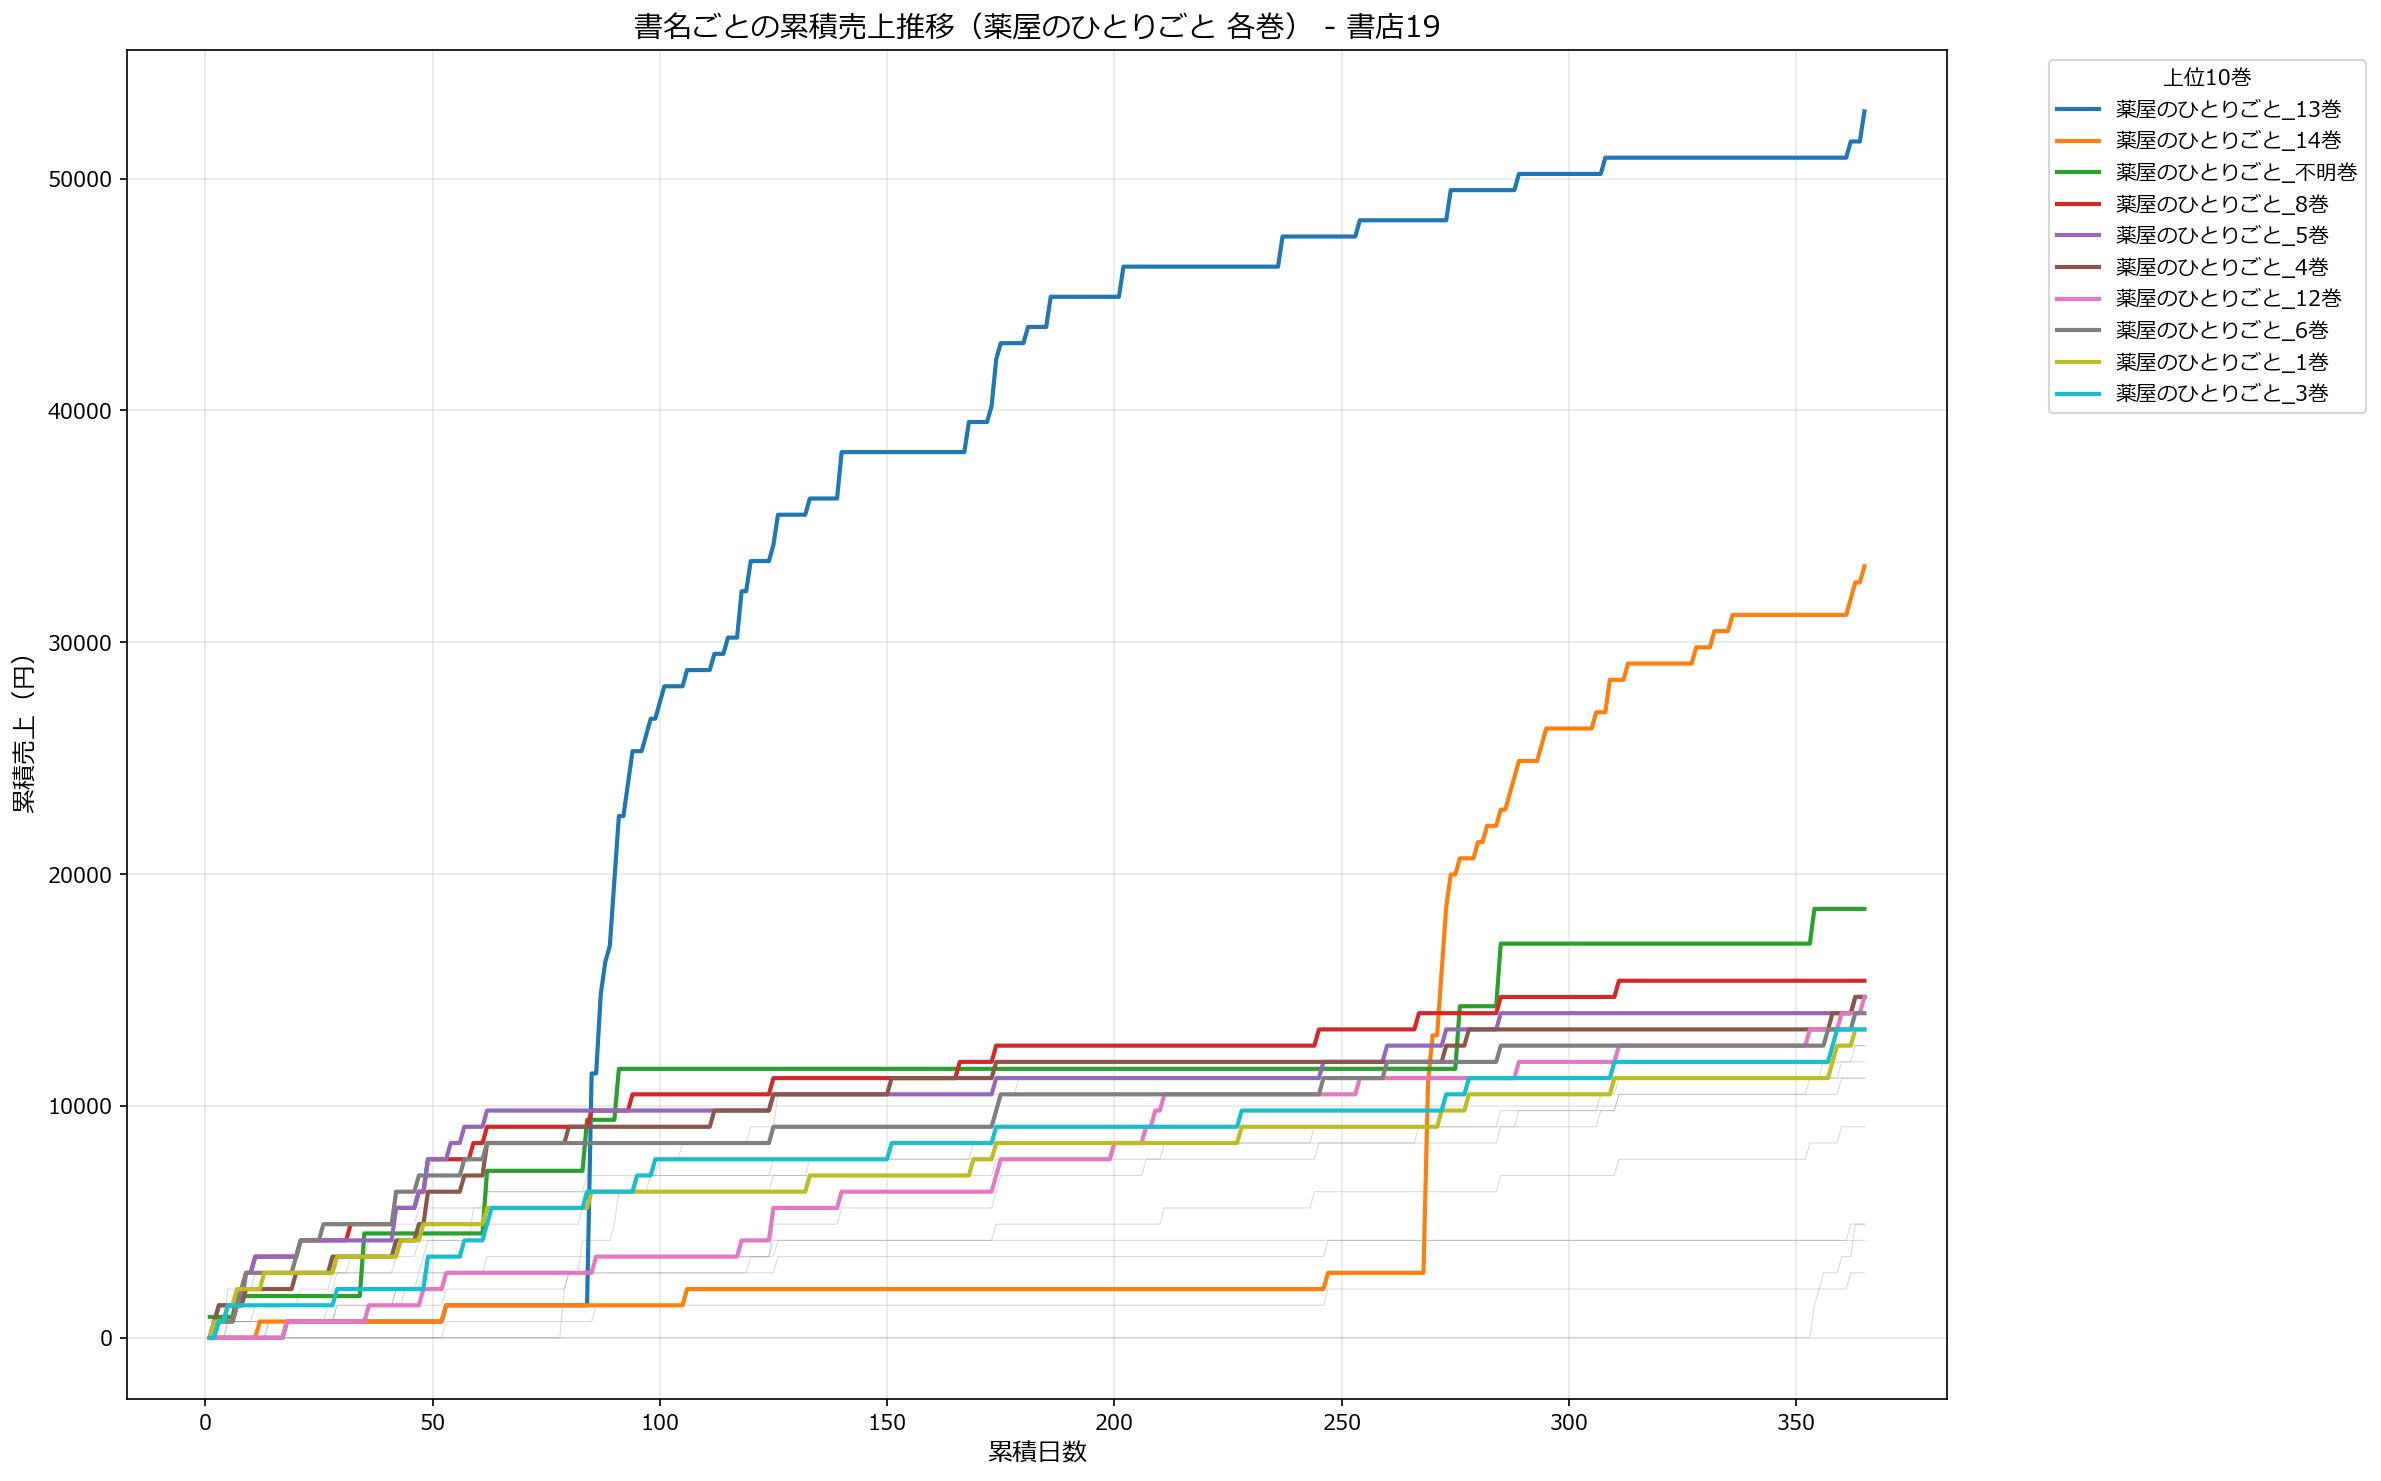 書名ごとの累積売上推移（薬屋のひとりごと 各巻） - 書店19
上位10巻
薬屋のひとりごと_13巻
薬屋のひとりごと_14巻
薬屋のひとりごと_不明巻
薬屋のひとりごと_8巻
薬屋のひとりごと_5巻
薬屋のひとりごと_4巻
薬屋のひとりごと_12巻
薬屋のひとりごと_6巻
薬屋のひとりごと_1巻
薬屋のひとりごと_3巻
累積売上（円）
50000
40000
30000
20000
10000
0
0 50 100 150 200 250 300 350
累積日数